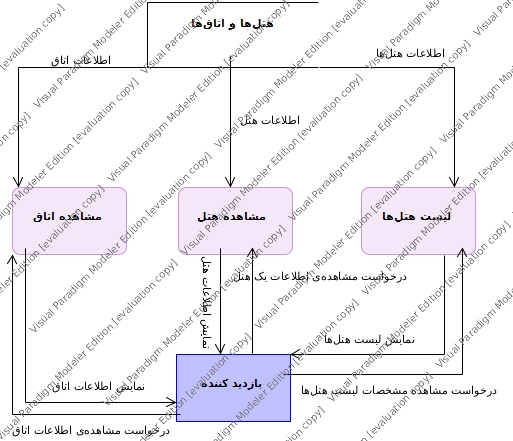 هتل‌ها و اتاق‌ها
اطلاعات هتل‌ها
اطلاعات اتاق
اطلاعات هتل
لیست هتل‌ها
مشاهده هتل
مشاهده اتاق
درخواست مشاهده‌ی اطلاعات یک هتل
نمایش اطلاعات هتل
نمایش لیست هتل‌ها
بازدید کننده
درخواست مشاهده مشخصات لیست هتل‌ها
نمایش اطلاعات اتاق
درخواست مشاهده‌ی اطلاعات اتاق
Visual Paradigm Modeler Edition [evaluation copy]